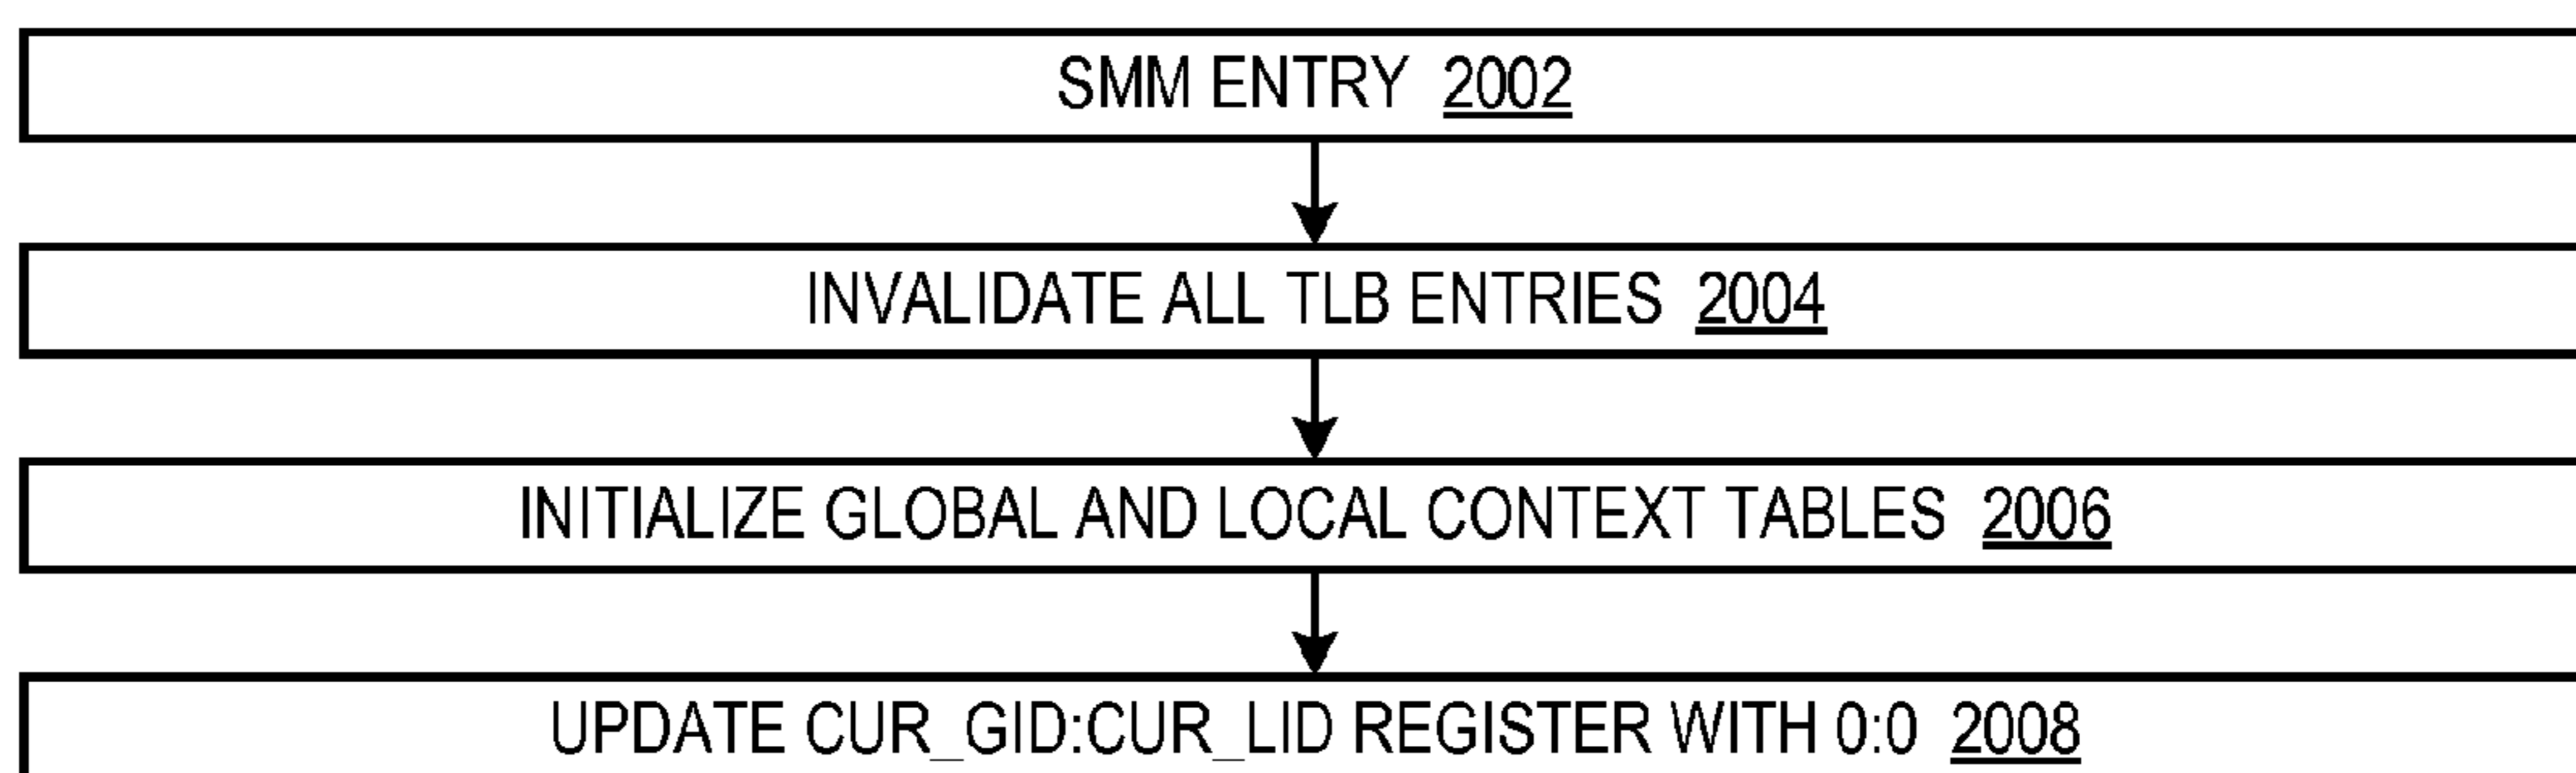 SMM ENTRY 2002
INVALIDATE ALL TLB ENTRIES 2004
INITIALIZE GLOBAL AND LOCAL CONTEXT TABLES 2006
UPDATE CUR_GID:CUR_LID REGISTER WITH 0:0 2008